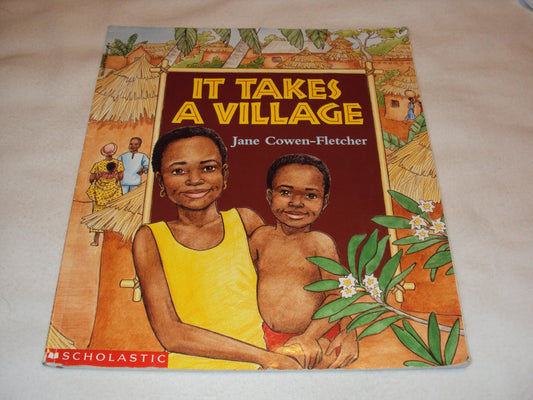 IT TAKES
A VILLAGE
Jane Cowen-Fletcher
SCHOLASTIC